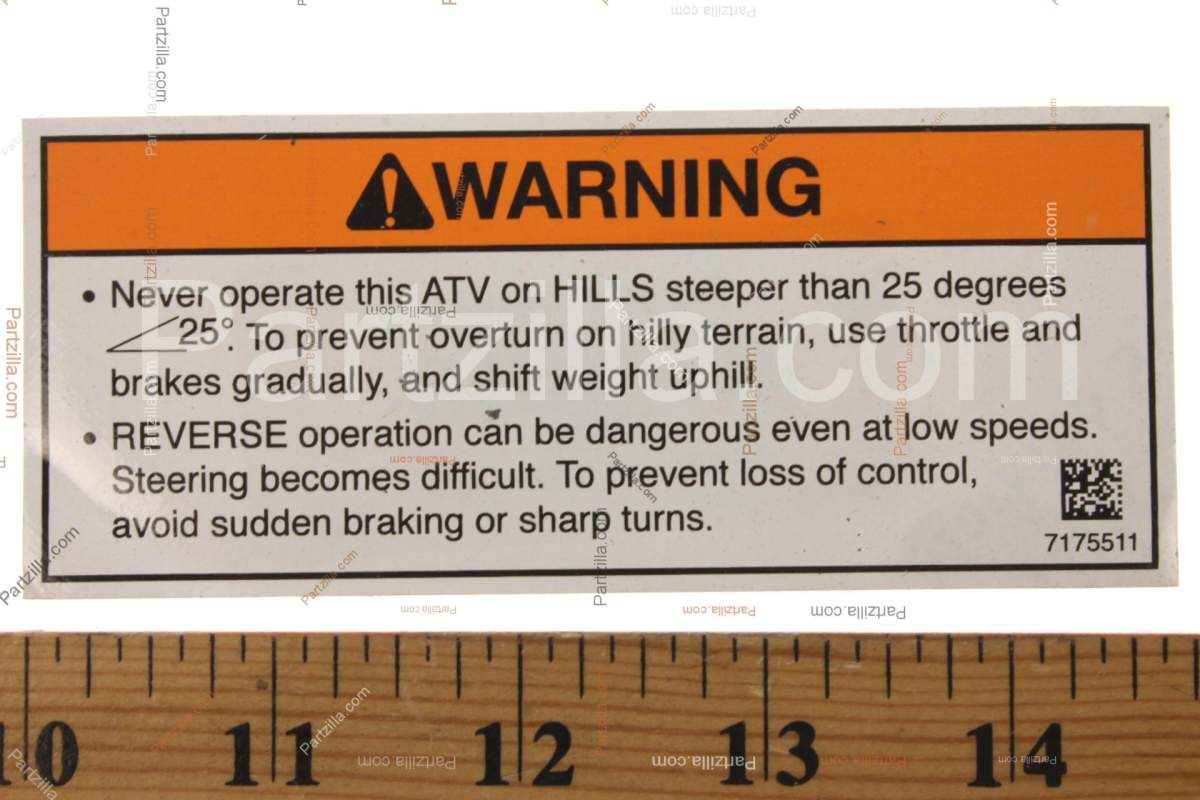 WARNING
• Never operate this ATV on HILLS steeper than 25 degrees
25°. To prevent overturn on hilly terrain, use throttle and
brakes gradually, and shift weight uphill.
• REVERSE operation can be dangerous even at low speeds.
Steering becomes difficult. To prevent loss of control,
avoid sudden braking or sharp turns.
7175511
Partzilla.com
10 11 12 13 14